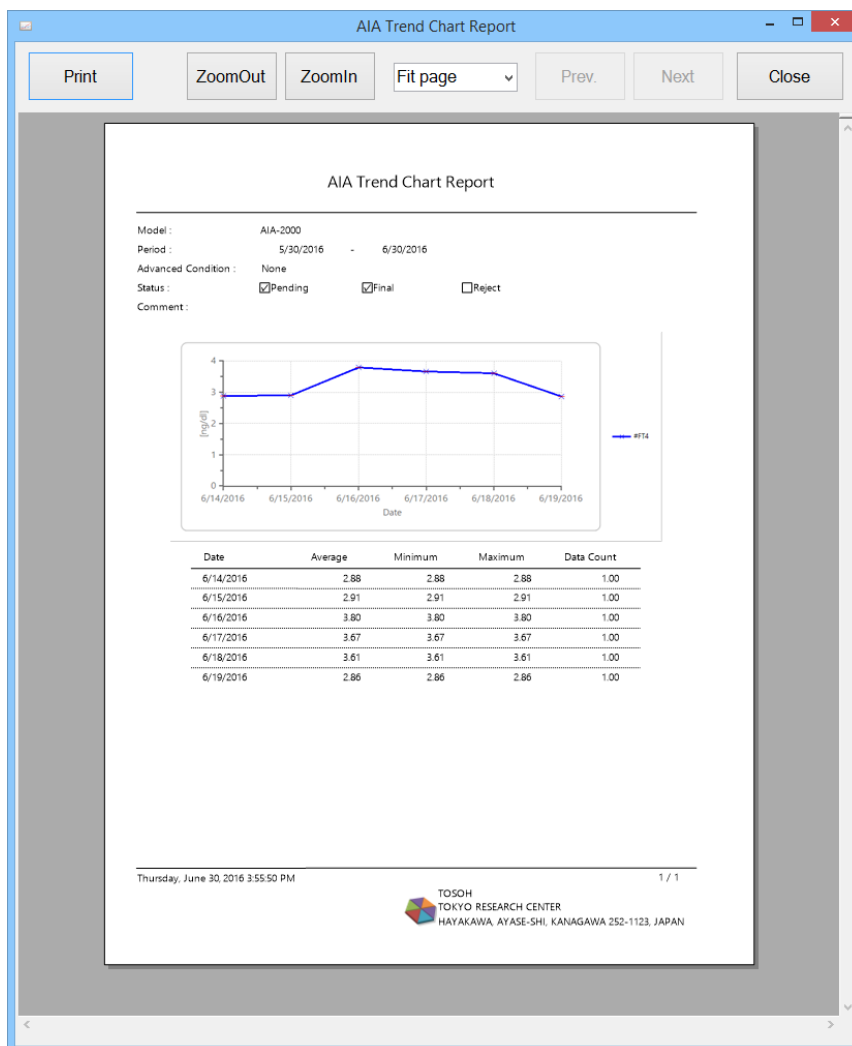 AIA Trend Chart Report
Print ZoomOut ZoomIn Fit page Prev. Next Close
AIA Trend Chart Report
Model : AIA-2000
Period : 5/30/2016 - 6/30/2016
Advanced Condition : None
Status : Pending Final Reject
Comment :
4
3
2
1
0
[ng/dl]
6/14/2016 6/15/2016 6/16/2016 6/17/2016 6/18/2016 6/19/2016
Date
#FT4
Date Average Minimum Maximum Data Count
6/14/2016 2.88 2.88 2.88 1.00
6/15/2016 2.91 2.91 2.91 1.00
6/16/2016 3.80 3.80 3.80 1.00
6/17/2016 3.67 3.67 3.67 1.00
6/18/2016 3.61 3.61 3.61 1.00
6/19/2016 2.86 2.86 2.86 1.00
Thursday, June 30, 2016 3:55:50 PM 1 / 1
TOSOH
TOKYO RESEARCH CENTER
HAYAKAWA, AYASE-SHI, KANAGAWA 252-1123, JAPAN